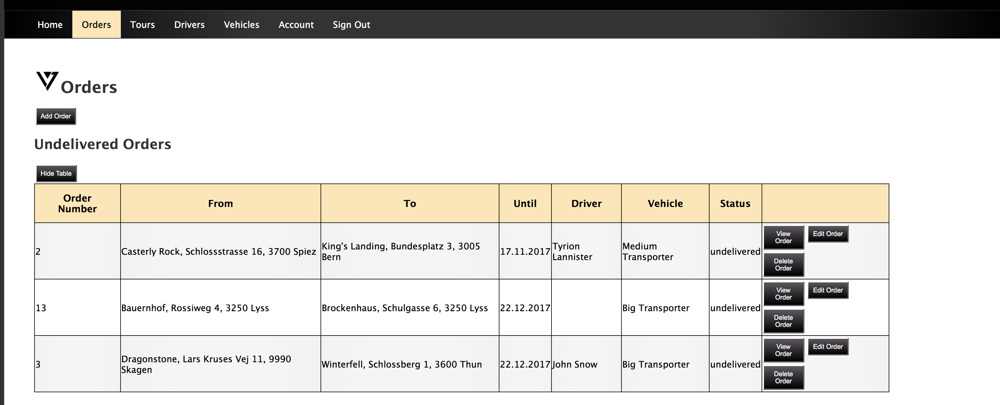 Home Orders Tours Drivers Vehicles Account Sign Out
Orders
Add Order
Undelivered Orders
Hide Table
Order
Number
From
To
Until
Driver
Vehicle
Status
2
Casterly Rock, Schlossstrasse 16, 3700 Spiez
King's Landing, Bundesplatz 3, 3005
Bern
17.11.2017
Tyrion
Lannister
Medium
Transporter
undelivered
View
Order
Edit Order
Delete
Order
13
Bauernhof, Rossiweg 4, 3250 Lyss
Brockenhaus, Schulgasse 6, 3250 Lyss
22.12.2017
Big Transporter
undelivered
View
Order
Edit Order
Delete
Order
3
Dragonstone, Lars Kruses Vej 11, 9990
Skagen
Winterfell, Schlossberg 1, 3600 Thun
22.12.2017
John Snow
Big Transporter
undelivered
View
Order
Edit Order
Delete
Order